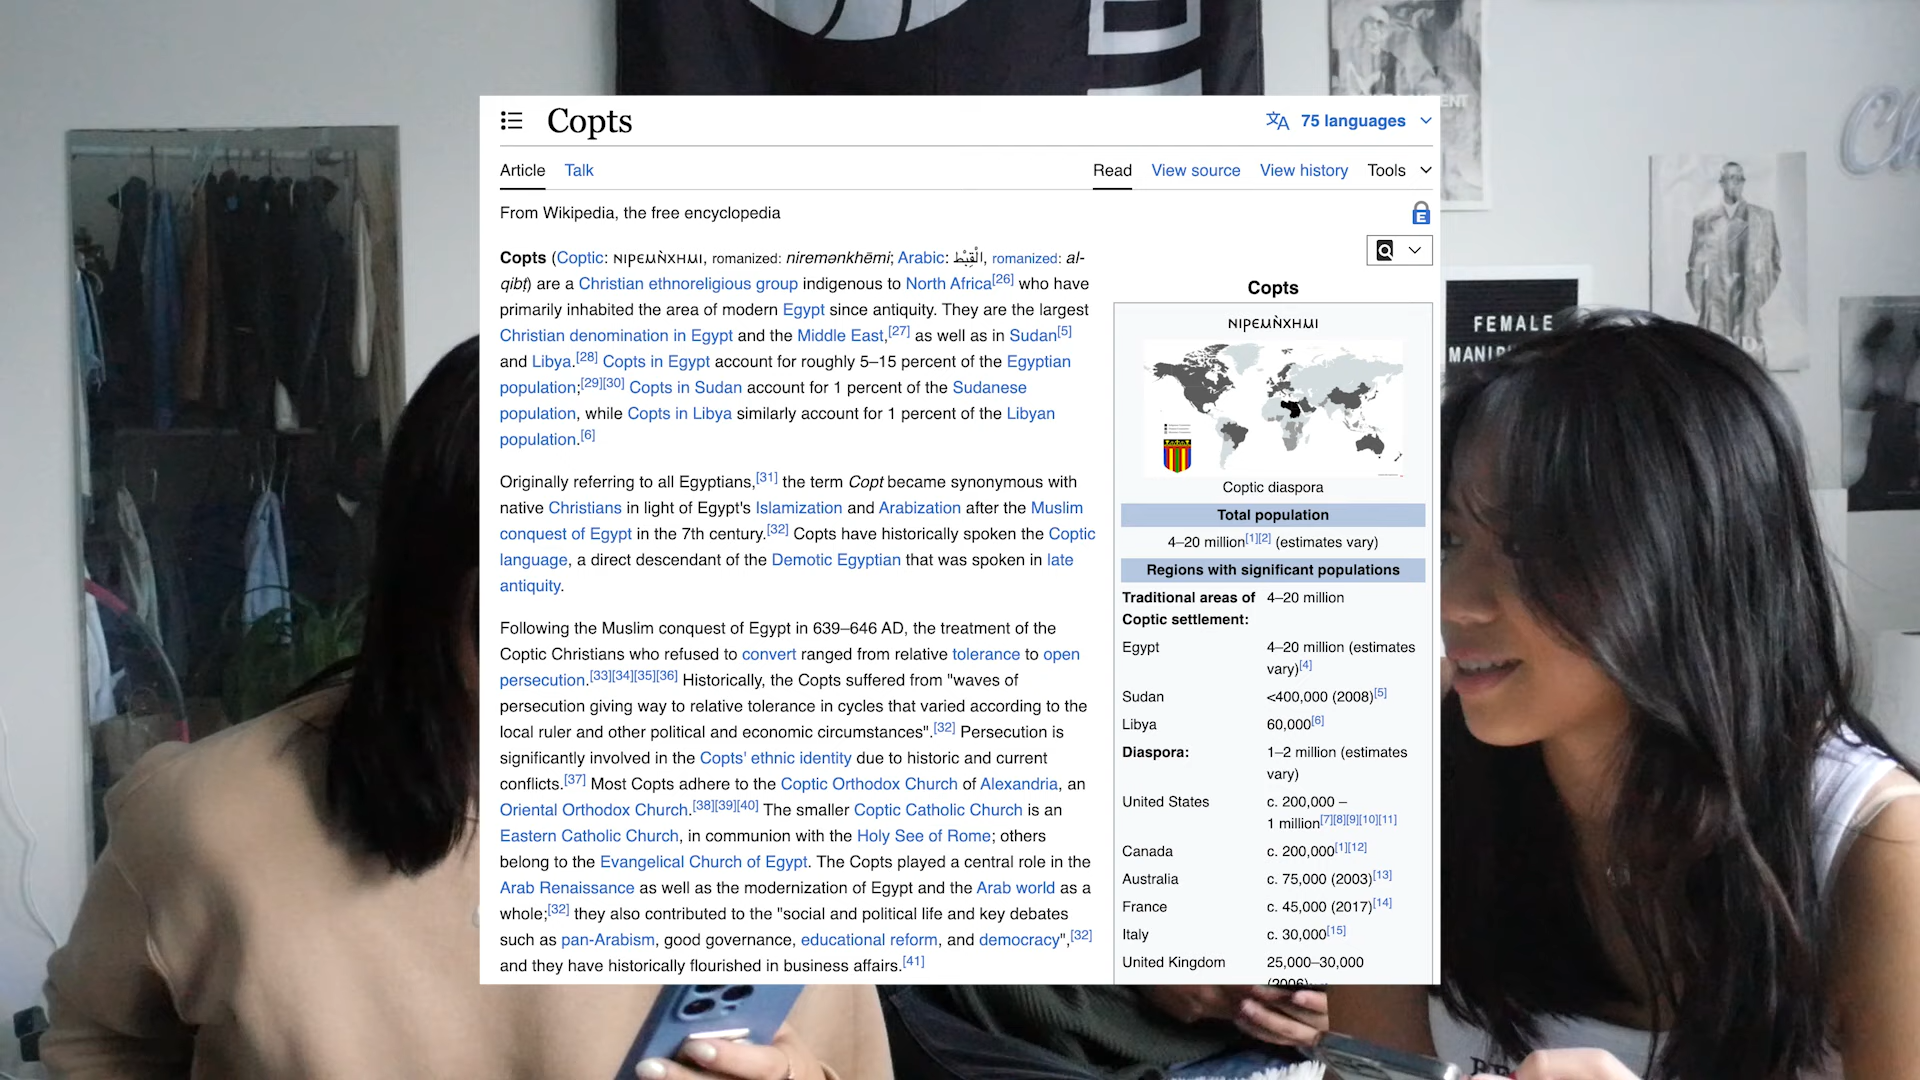 Copts
75 languages
Article Talk Read View source View history Tools
From Wikipedia, the free encyclopedia
Copts (Coptic: Ⲛⲓⲣⲉⲙⲛ̀ⲭⲏⲙⲓ, romanized: niremənkhēmi; Arabic: الْقِبْط, romanized: al-
qibṭ) are a Christian ethnoreligious group indigenous to North Africa[26] who have
primarily inhabited the area of modern Egypt since antiquity. They are the largest
Christian denomination in Egypt and the Middle East,[27] as well as in Sudan[5]
and Libya.[28] Copts in Egypt account for roughly 5–15 percent of the Egyptian
population;[29][30] Copts in Sudan account for 1 percent of the Sudanese
population, while Copts in Libya similarly account for 1 percent of the Libyan
population.[6]
Originally referring to all Egyptians,[31] the term Copt became synonymous with
native Christians in light of Egypt's Islamization and Arabization after the Muslim
conquest of Egypt in the 7th century.[32] Copts have historically spoken the Coptic
language, a direct descendant of the Demotic Egyptian that was spoken in late
antiquity.
Following the Muslim conquest of Egypt in 639–646 AD, the treatment of the
Coptic Christians who refused to convert ranged from relative tolerance to open
persecution.[33][34][35][36] Historically, the Copts suffered from "waves of
persecution giving way to relative tolerance in cycles that varied according to the
local ruler and other political and economic circumstances".[32] Persecution is
significantly involved in the Copts' ethnic identity due to historic and current
conflicts.[37] Most Copts adhere to the Coptic Orthodox Church of Alexandria, an
Oriental Orthodox Church.[38][39][40] The smaller Coptic Catholic Church is an
Eastern Catholic Church, in communion with the Holy See of Rome; others
belong to the Evangelical Church of Egypt. The Copts played a central role in the
Arab Renaissance as well as the modernization of Egypt and the Arab world as a
whole;[32] they also contributed to the "social and political life and key debates
such as pan-Arabism, good governance, educational reform, and democracy",[32]
and they have historically flourished in business affairs.[41]
Copts
Ⲛⲓⲣⲉⲙⲛ̀ⲭⲏⲙⲓ
Coptic diaspora
Total population
4–20 million[1][2] (estimates vary)
Regions with significant populations
Traditional areas of 4–20 million
Coptic settlement:
Egypt 4–20 million (estimates
vary)[4]
Sudan <400,000 (2008)[5]
Libya 60,000[6]
Diaspora: 1–2 million (estimates
vary)
United States c. 200,000 –
1 million[7][8][9][10][11]
Canada c. 200,000[1][12]
Australia c. 75,000 (2003)[13]
France c. 45,000 (2017)[14]
Italy c. 30,000[15]
United Kingdom 25,000–30,000
(2006)
FEMALE